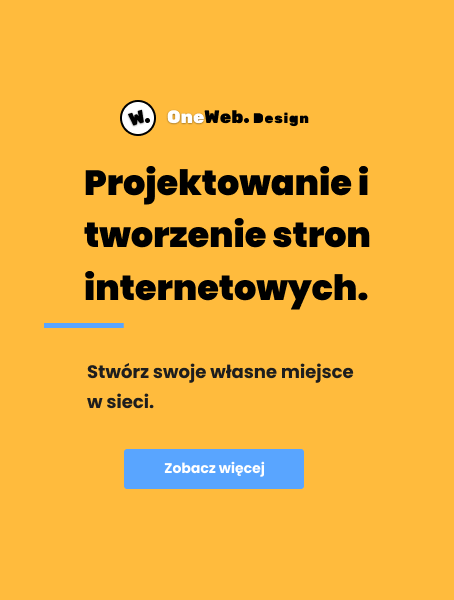 W. OneWeb. Design
Projektowanie i
tworzenie stron
internetowych.
Stwórz swoje własne miejsce
w sieci.
Zobacz więcej